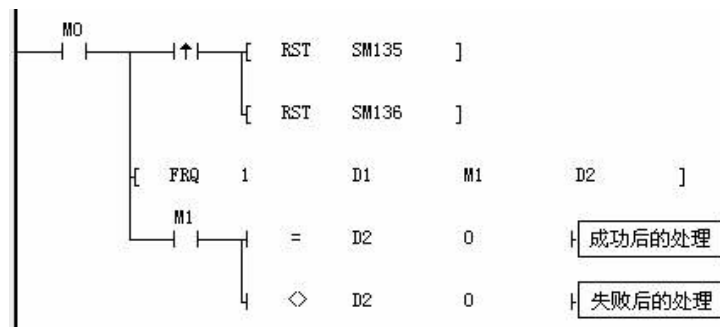 M0
[ RST SM135 ]
[ RST SM136 ]
[ FRQ 1 D1 M1 D2 ]
M1
= D2 0 成功后的处理
<> D2 0 失败后的处理